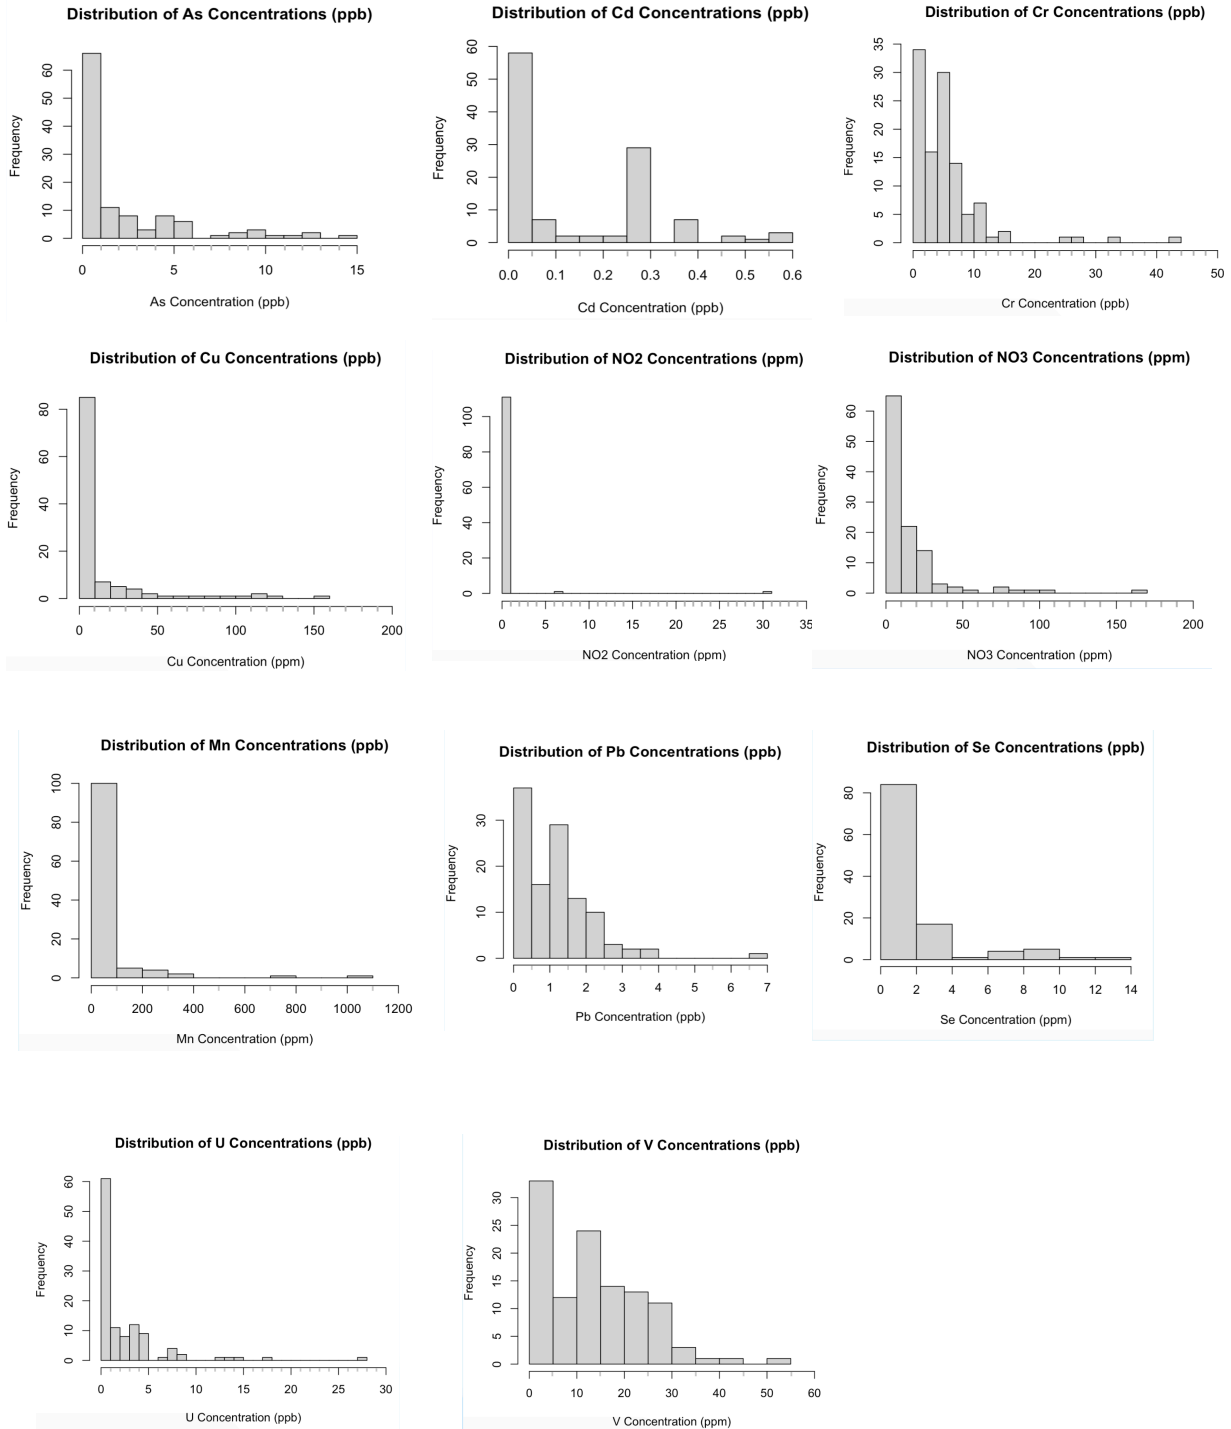 Distribution of As Concentrations (ppb)
Frequency
0 10 20 30 40 50 60
0 5 10 15
As Concentration (ppb)
Distribution of Cd Concentrations (ppb)
Frequency
0 10 20 30 40 50 60
0.0 0.1 0.2 0.3 0.4 0.5 0.6
Cd Concentration (ppb)
Distribution of Cr Concentrations (ppb)
Frequency
0 5 10 15 20 25 30 35
0 10 20 30 40 50
Cr Concentration (ppb)
Distribution of Cu Concentrations (ppb)
Frequency
0 20 40 60 80
0 50 100 150 200
Cu Concentration (ppm)
Distribution of NO2 Concentrations (ppm)
Frequency
0 20 40 60 80 100
0 5 10 15 20 25 30 35
NO2 Concentration (ppm)
Distribution of NO3 Concentrations (ppm)
Frequency
0 10 20 30 40 50 60
0 50 100 150 200
NO3 Concentration (ppm)
Distribution of Mn Concentrations (ppb)
Frequency
0 20 40 60 80 100
0 200 400 600 800 1000 1200
Mn Concentration (ppm)
Distribution of Pb Concentrations (ppb)
Frequency
0 10 20 30
0 1 2 3 4 5 6 7
Pb Concentration (ppb)
Distribution of Se Concentrations (ppb)
Frequency
0 20 40 60 80
0 2 4 6 8 10 12 14
Se Concentration (ppm)
Distribution of U Concentrations (ppb)
Frequency
0 10 20 30 40 50 60
0 5 10 15 20 25 30
U Concentration (ppb)
Distribution of V Concentrations (ppb)
Frequency
0 5 10 15 20 25 30
0 10 20 30 40 50 60
V Concentration (ppm)